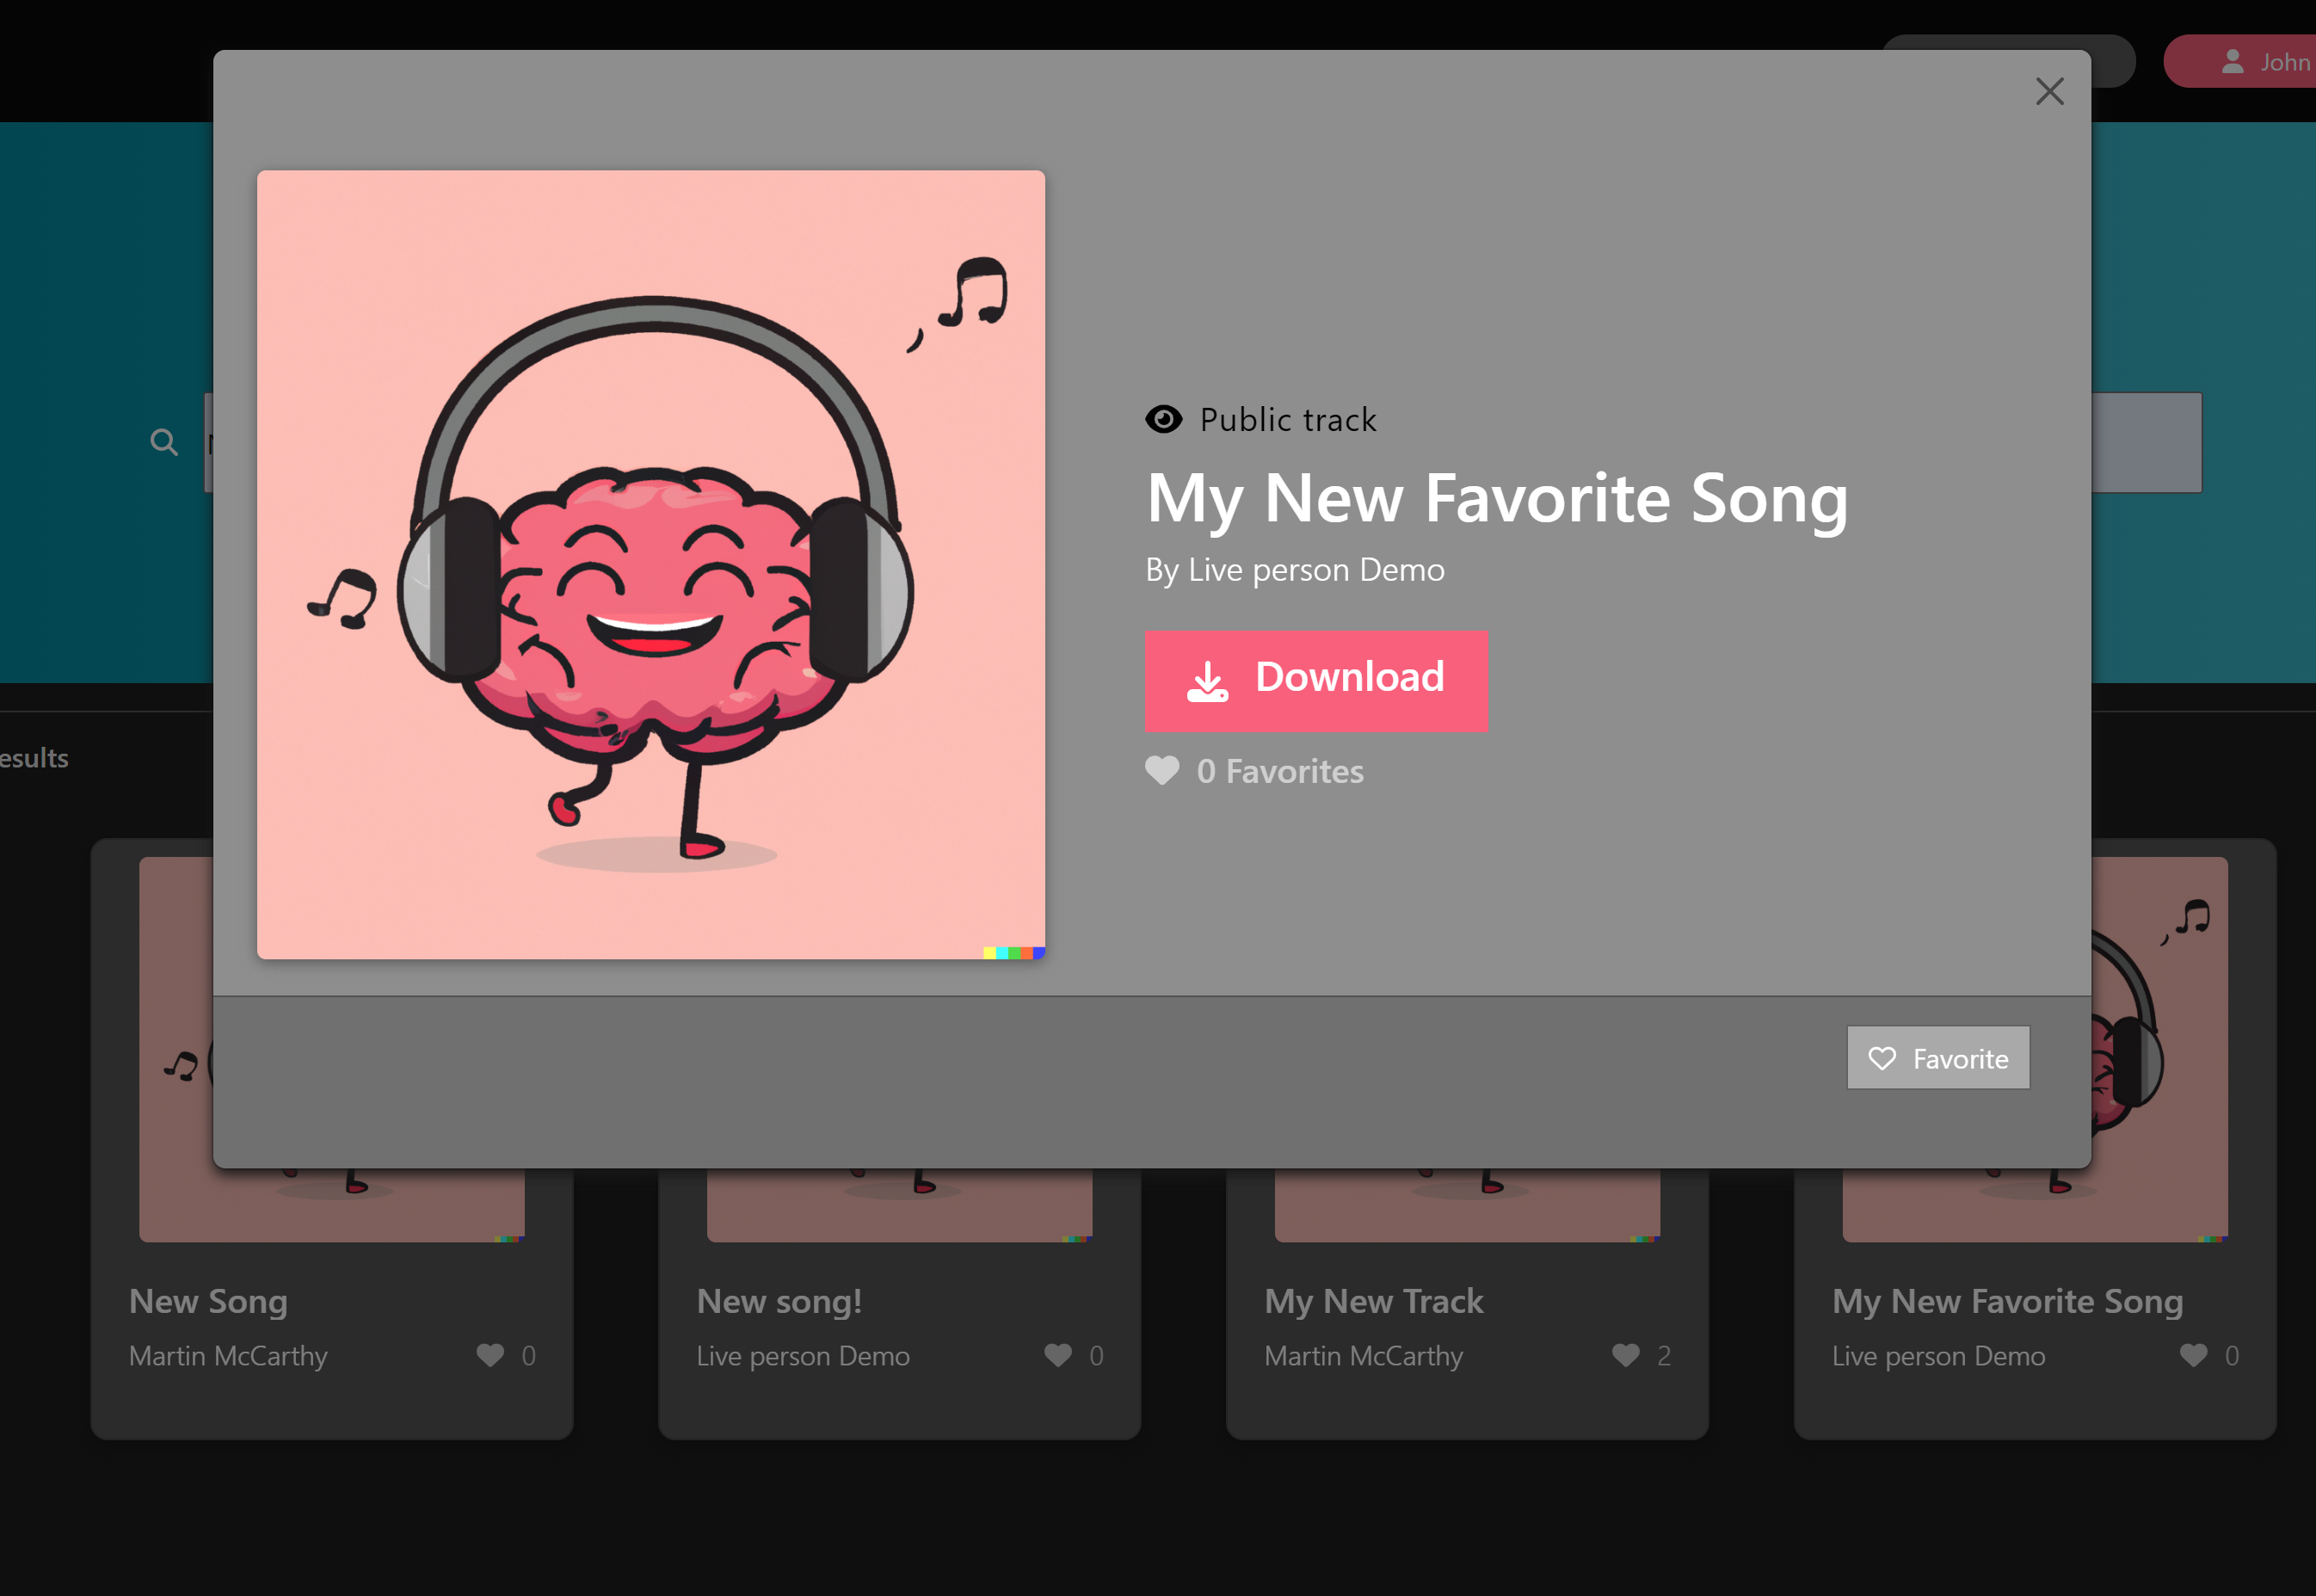 John
Public track
My New Favorite Song
By Live person Demo
Download
0 Favorites
esults
Favorite
New Song
Martin McCarthy 0
New song!
Live person Demo 0
My New Track
Martin McCarthy 2
My New Favorite Song
Live person Demo 0